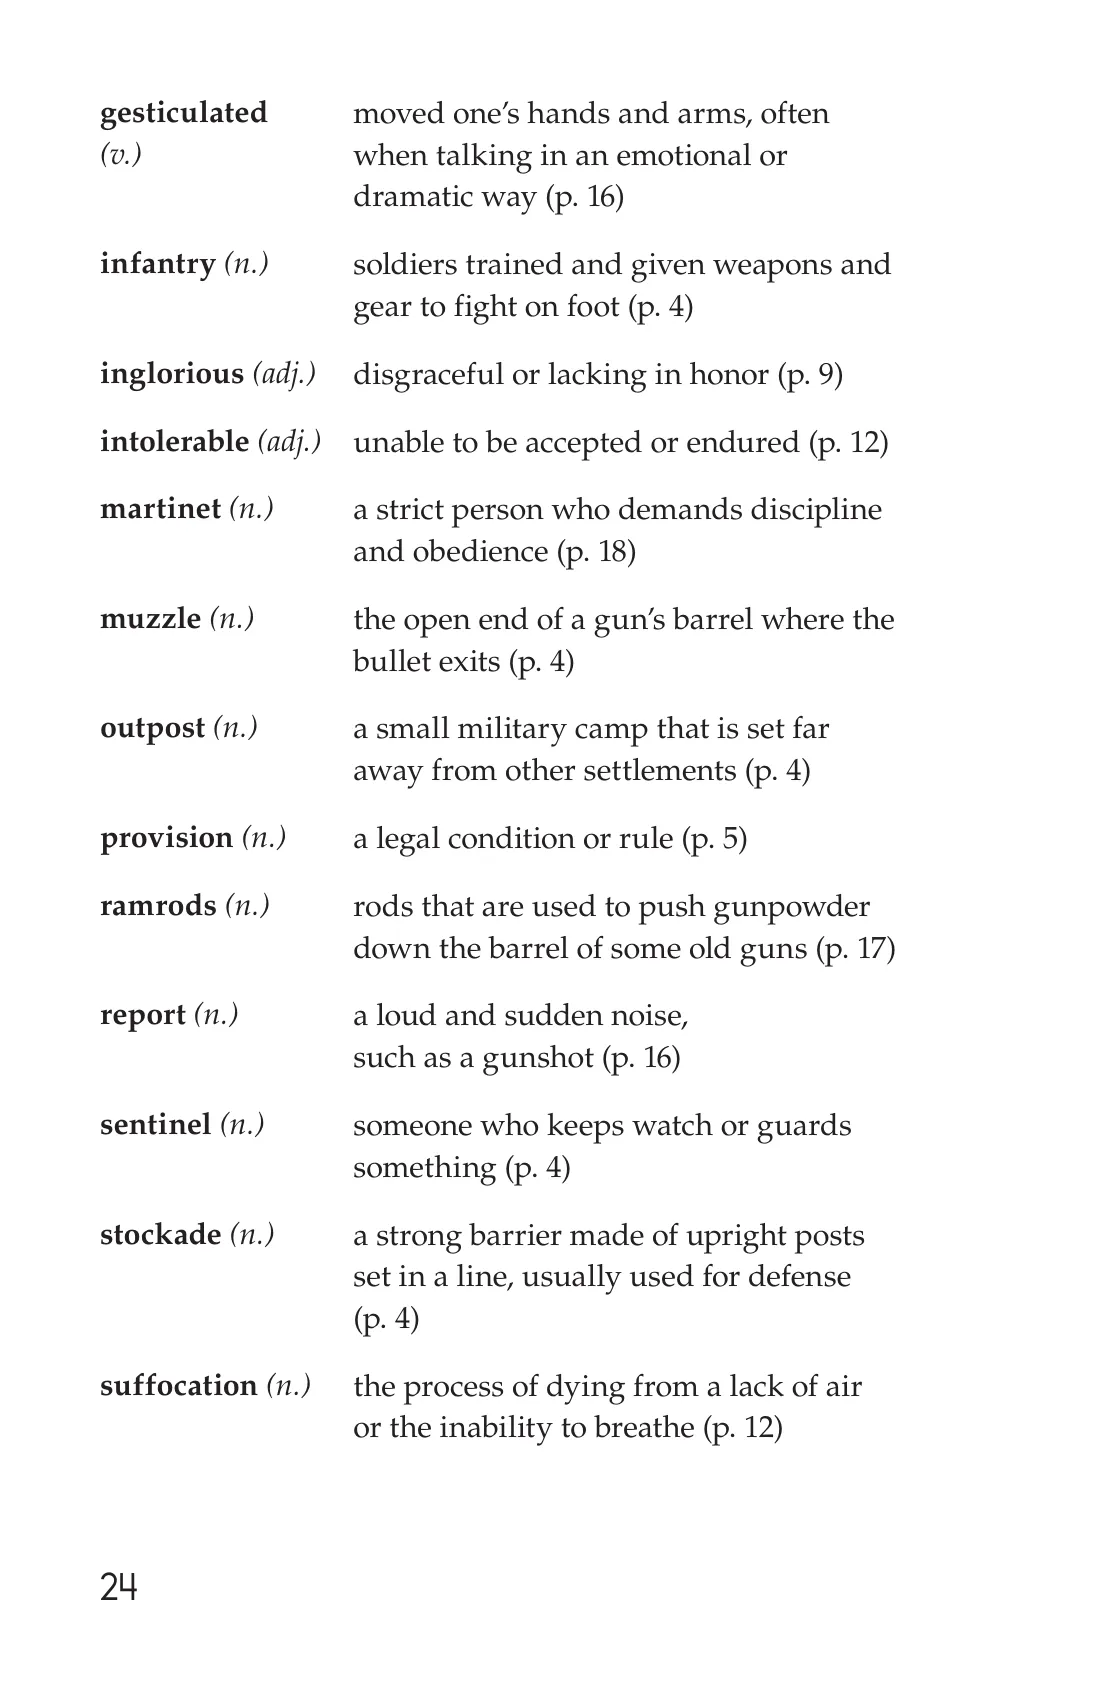 gesticulated moved one’s hands and arms, often
(v.) when talking in an emotional or
dramatic way (p. 16)
infantry (n.) soldiers trained and given weapons and
gear to fight on foot (p. 4)
inglorious (adj.) disgraceful or lacking in honor (p. 9)
intolerable (adj.) unable to be accepted or endured (p. 12)
martinet (n.) a strict person who demands discipline
and obedience (p. 18)
muzzle (n.) the open end of a gun’s barrel where the
bullet exits (p. 4)
outpost (n.) a small military camp that is set far
away from other settlements (p. 4)
provision (n.) a legal condition or rule (p. 5)
ramrods (n.) rods that are used to push gunpowder
down the barrel of some old guns (p. 17)
report (n.) a loud and sudden noise,
such as a gunshot (p. 16)
sentinel (n.) someone who keeps watch or guards
something (p. 4)
stockade (n.) a strong barrier made of upright posts
set in a line, usually used for defense
(p. 4)
suffocation (n.) the process of dying from a lack of air
or the inability to breathe (p. 12)
24